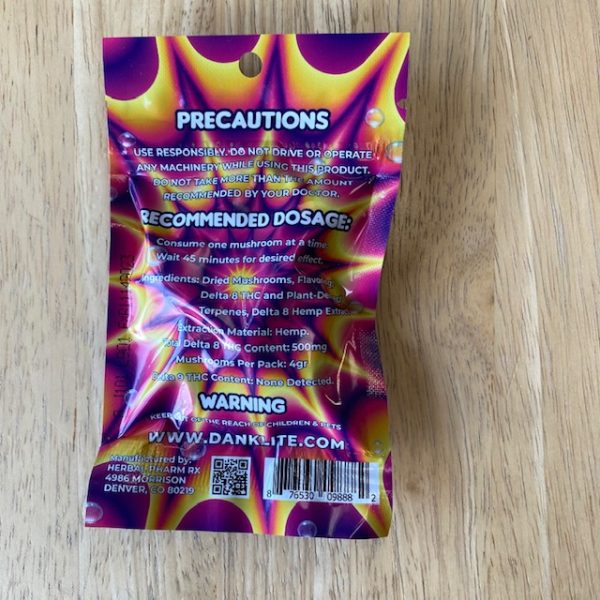 PRECAUTIONS
USE RESPONSIBLY. DO NOT DRIVE OR OPERATE
ANY MACHINERY WHILE USING THIS PRODUCT.
DO NOT TAKE MORE THAN THE AMOUNT
RECOMMENDED BY YOUR DOCTOR.
RECOMMENDED DOSAGE:
Consume one mushroom at a time.
Wait 45 minutes for desired effect.
Ingredients: Dried Mushrooms,
Delta 8 THC and
Terpenes, Delta 8 Hemp
Extraction Material: Hemp.
Total Delta 8 THC Content: 500mg
Mushrooms Per Pack: 4gr
Delta 9 THC Content: None Detected.
WARNING
KEEP OUT OF THE REACH OF CHILDREN & PETS
WWW.DANKLITE.COM
Manufactured by:
HERBAL PHARM RX
4986 MORRISON
DENVER, CO 80219
8 76530 09888 2